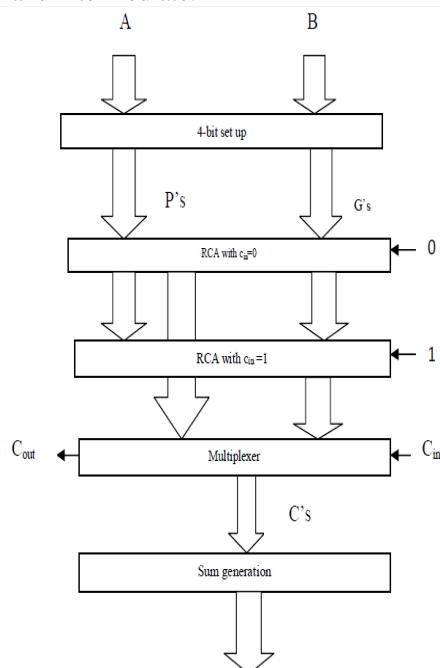 A B
4-bit set up
P's
G's
RCA with cin=0
0
RCA with cin =1
1
Cout
Multiplexer
Cin
C's
Sum generation